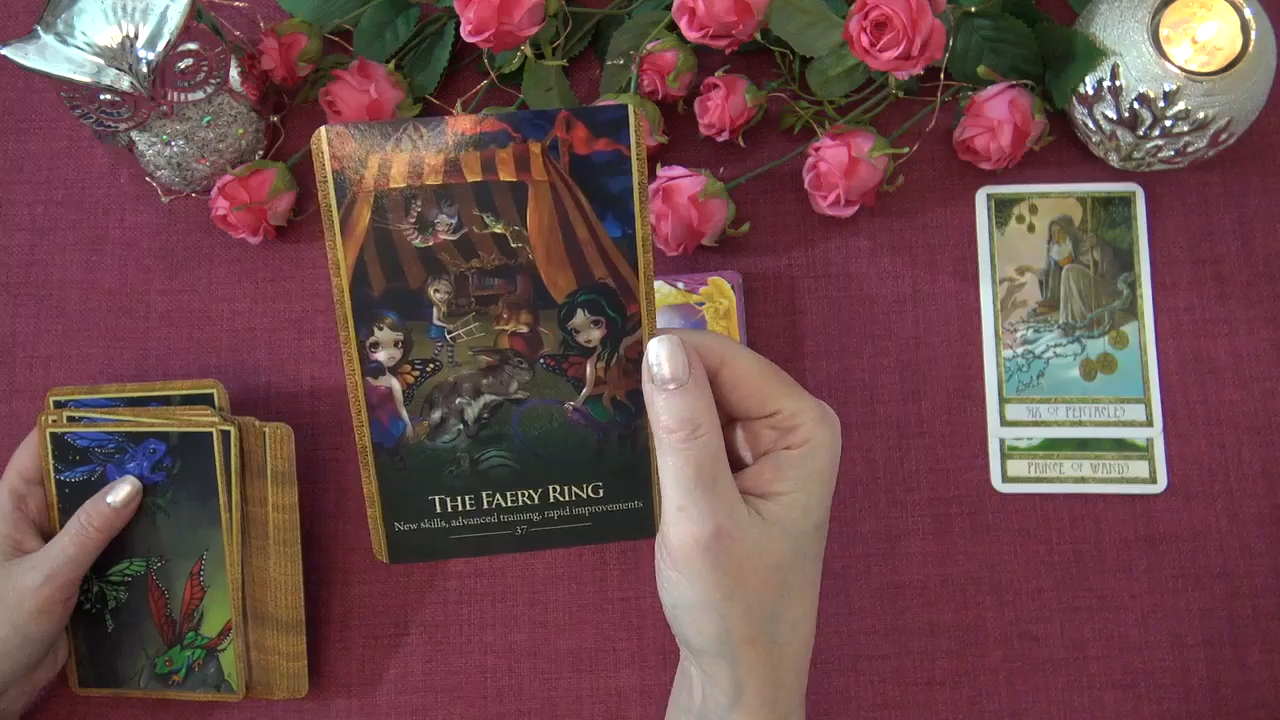 THE FAERY RING
New skills, advanced training, rapid improvements
37
SIX OF PENTACLES
PRINCE OF WANDS